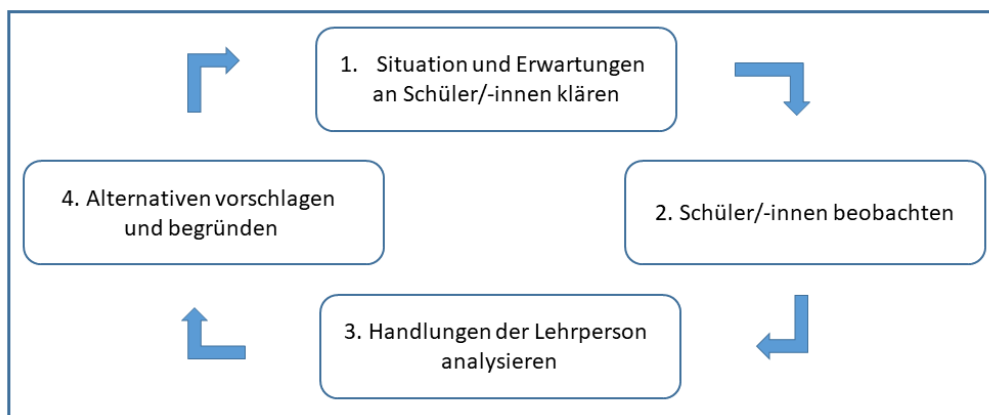 1. Situation und Erwartungen
an Schüler/-innen klären
2. Schüler/-innen beobachten
3. Handlungen der Lehrperson
analysieren
4. Alternativen vorschlagen
und begründen